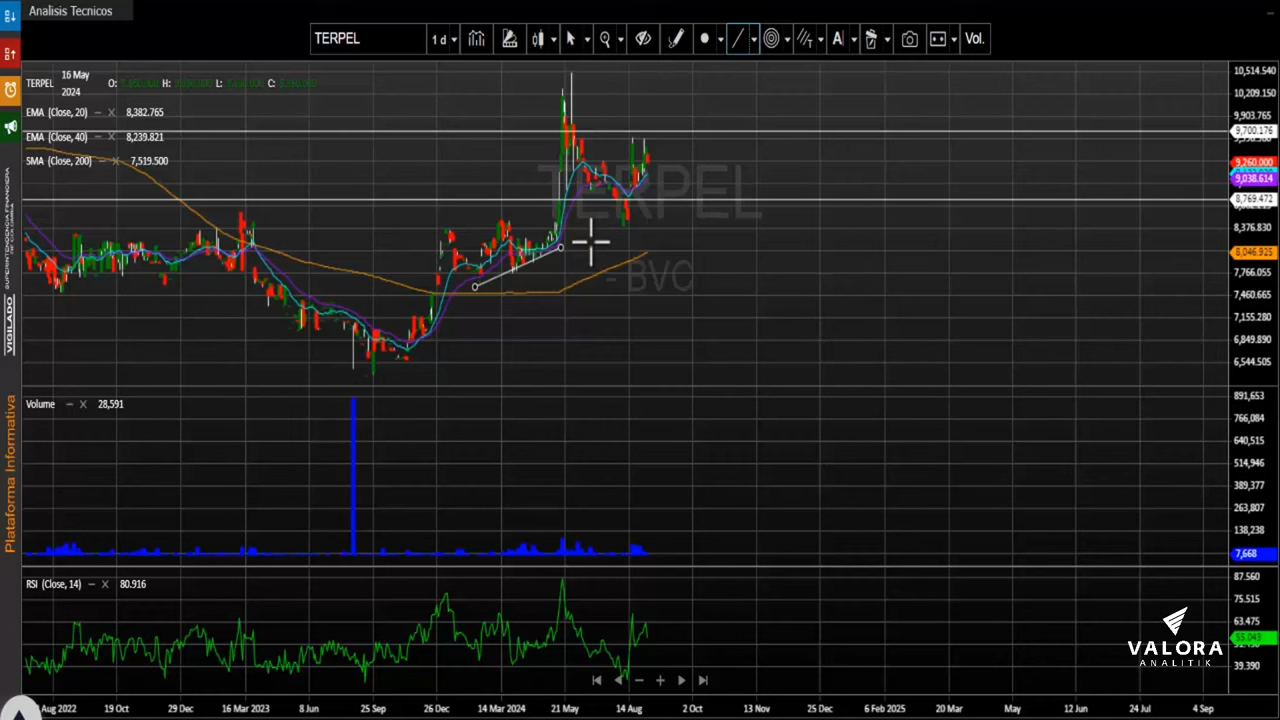 Analisis Tecnicos
TERPEL
1 d
A
Vol.
TERPEL 16 May 2024 O: H: L: C:
EMA (Close, 20) – X 8,382.765
EMA (Close, 40) – X 8,239.821
SMA (Close, 200) – X 7,519.500
TERPEL
- BVC
10,514.540
10,209.150
9,903.765
9,700.176
9,260.000
9,038.614
8,769.472
8,376.830
8,046.925
7,766.055
7,460.665
7,155.280
6,849.890
6,544.505
Volume – X 28,591
891,653
766,084
640,515
514,946
389,377
263,807
138,238
7,668
RSI (Close, 14) – X 80.916
87.560
75.515
63.475
55.043
39.390
Aug 2022 19 Oct 29 Dec 16 Mar 2023 8 Jun 25 Sep 26 Dec 14 Mar 2024 21 May 14 Aug 2 Oct 13 Nov 25 Dec 6 Feb 2025 20 Mar May 12 Jun 24 Jul 4 Sep
SUPERINTENDENCIA FINANCIERA
DE COLOMBIA
VIGILADO
Plataforma Informativa
VALORA
ANALITIK